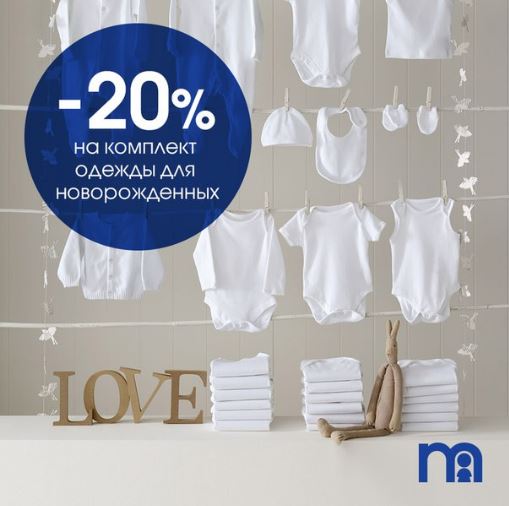 -20%
на комплект
одежды для
новорожденных
LOVE
m